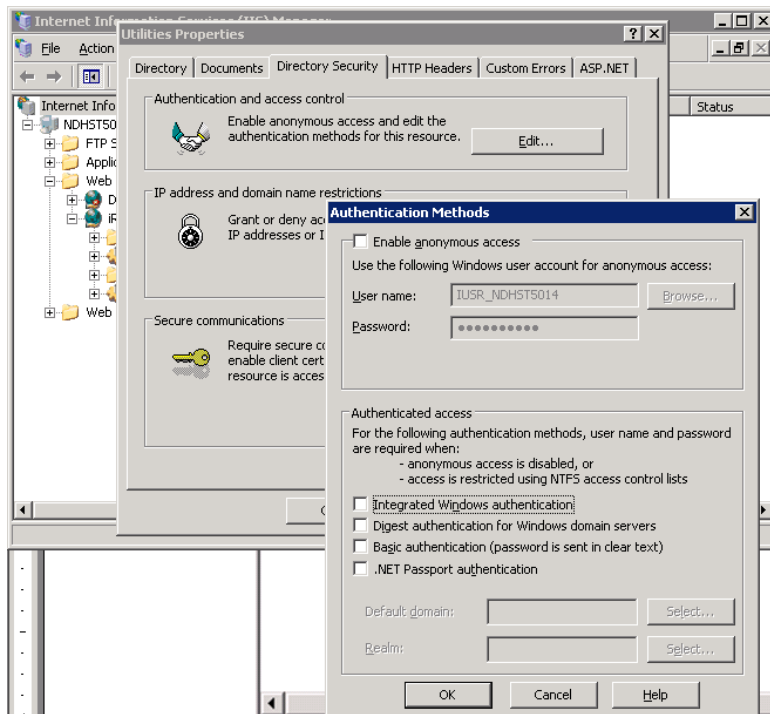 Internet Information Services (IIS) Manager
Utilities Properties
File Action
Directory Documents Directory Security HTTP Headers Custom Errors ASP.NET
Internet Info
Status
NDHST50
FTP S
Applic
Web
D
iR
Web
Authentication and access control
Enable anonymous access and edit the
authentication methods for this resource.
Edit...
IP address and domain name restrictions
Grant or deny acc
IP addresses or I
Secure communications
Require secure co
enable client cert
resource is acces
Authentication Methods
Enable anonymous access
Use the following Windows user account for anonymous access:
User name: IUSR_NDHST5014 Browse...
Password:
Authenticated access
For the following authentication methods, user name and password
are required when:
- anonymous access is disabled, or
- access is restricted using NTFS access control lists
Integrated Windows authentication
Digest authentication for Windows domain servers
Basic authentication (password is sent in clear text)
.NET Passport authentication
Default domain: Select...
Realm: Select...
OK Cancel Help